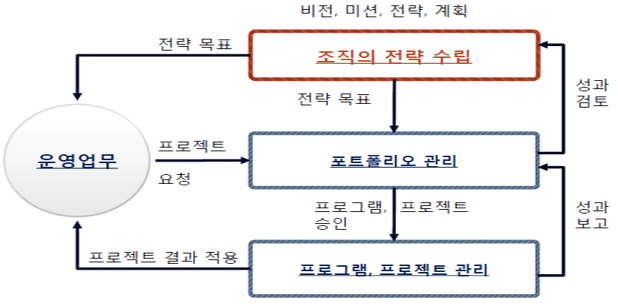 비전, 미션, 전략, 계획
전략 목표
조직의 전략 수립
성과
검토
전략 목표
운영업무
프로젝트
요청
포트폴리오 관리
프로그램, 프로젝트
승인
성과
보고
프로젝트 결과 적용
프로그램, 프로젝트 관리